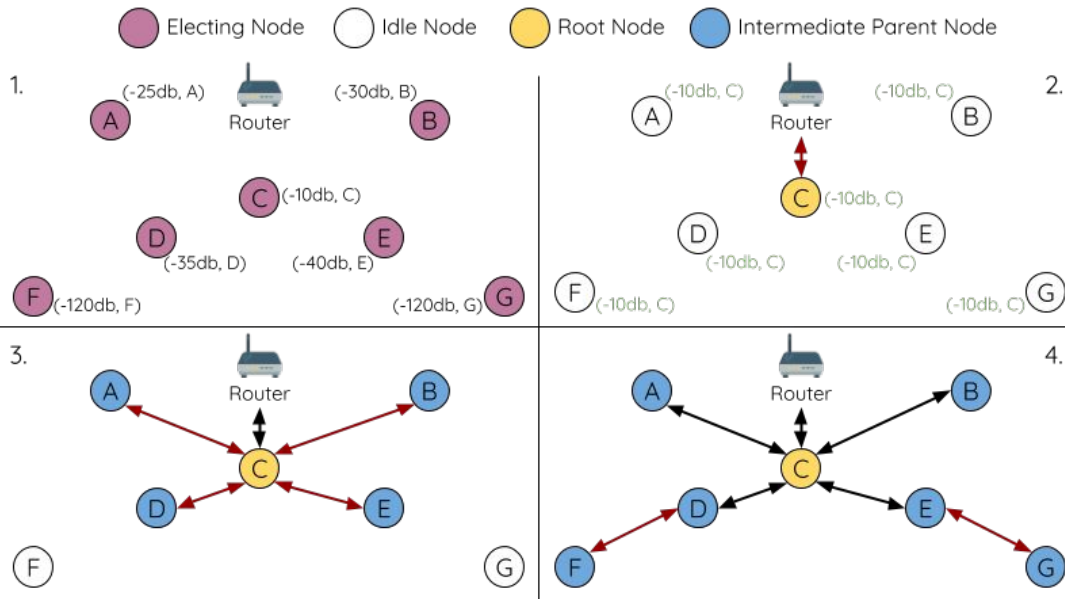 Electing Node
Idle Node
Root Node
Intermediate Parent Node
1.
(-25db, A)
(-30db, B)
A
B
Router
C
(-10db, C)
D
E
(-35db, D)
(-40db, E)
F
(-120db, F)
(-120db, G)
G
2.
(-10db, C)
(-10db, C)
A
B
Router
C
(-10db, C)
D
E
(-10db, C)
(-10db, C)
F
(-10db, C)
(-10db, C)
G
3.
A
B
Router
C
D
E
F
G
4.
A
B
Router
C
D
E
F
G